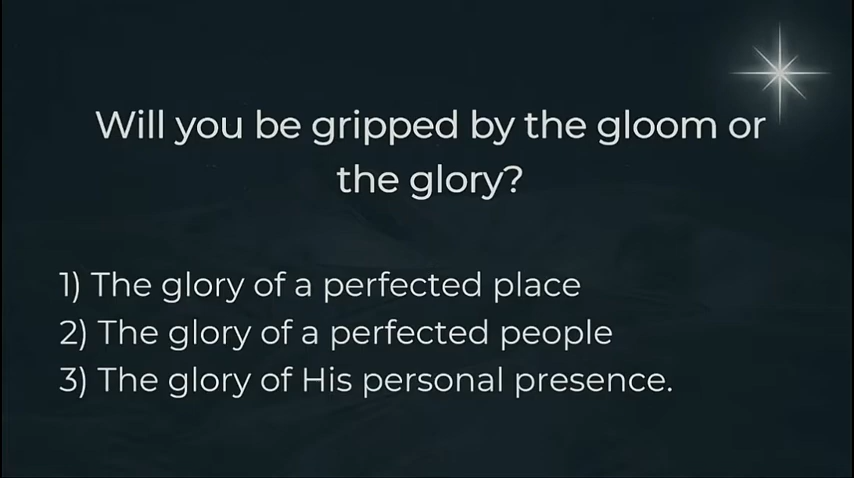 Will you be gripped by the gloom or
the glory?
1) The glory of a perfected place
2) The glory of a perfected people
3) The glory of His personal presence.